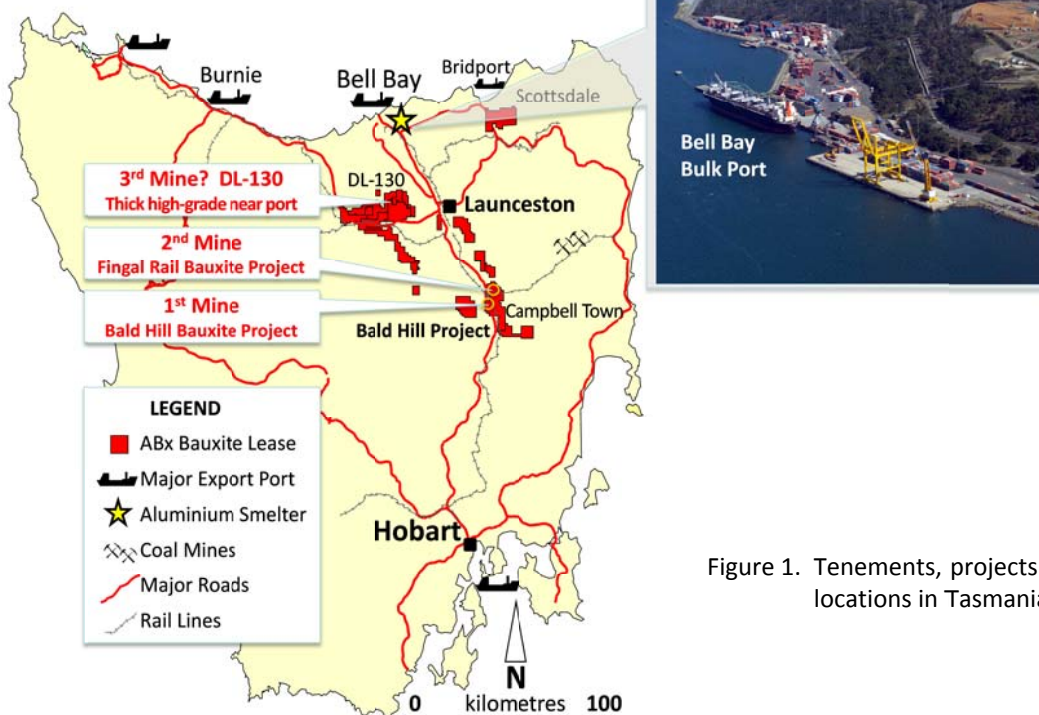 Burnie
Bell Bay
Bridport
Scottsdale
Bell Bay
Bulk Port
3rd Mine? DL-130
Thick high-grade near port
DL-130
Launceston
2nd Mine
Fingal Rail Bauxite Project
1st Mine
Bald Hill Bauxite Project
Campbell Town
Bald Hill Project
LEGEND
ABx Bauxite Lease
Major Export Port
Aluminium Smelter
Coal Mines
Major Roads
Rail Lines
Hobart
N
0 kilometres 100
Figure 1. Tenements, projects
locations in Tasmania